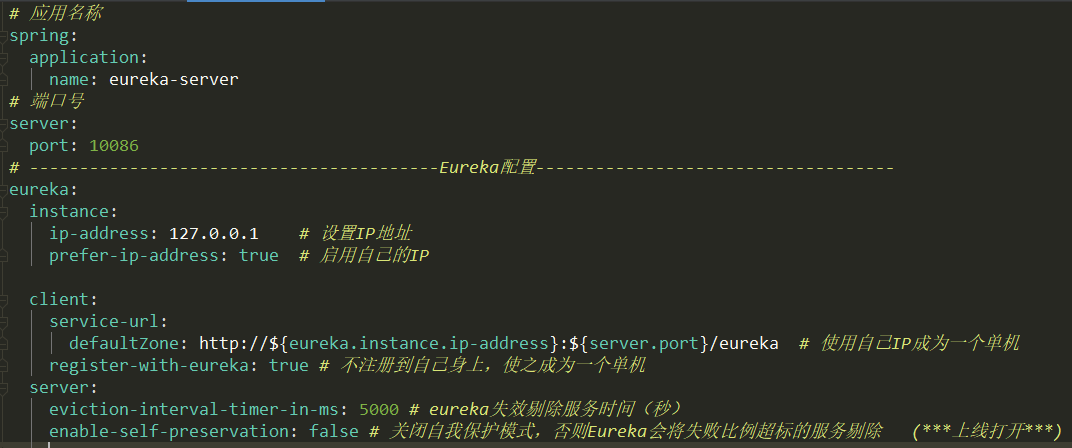 # 应用名称
spring:
  application:
    name: eureka-server
# 端口号
server:
  port: 10086
# -----------------------------------------Eureka配置------------------------------------
eureka:
  instance:
    ip-address: 127.0.0.1    # 设置IP地址
    prefer-ip-address: true  # 启用自己的IP
  client:
    service-url:
      defaultZone: http://${eureka.instance.ip-address}:${server.port}/eureka  # 使用自己IP成为一个单机
    register-with-eureka: true # 不注册到自己身上，使之成为一个单机
  server:
    eviction-interval-timer-in-ms: 5000 # eureka失效剔除服务时间（秒）
    enable-self-preservation: false # 关闭自我保护模式，否则Eureka会将失败比例超标的服务剔除   (***上线打开***)